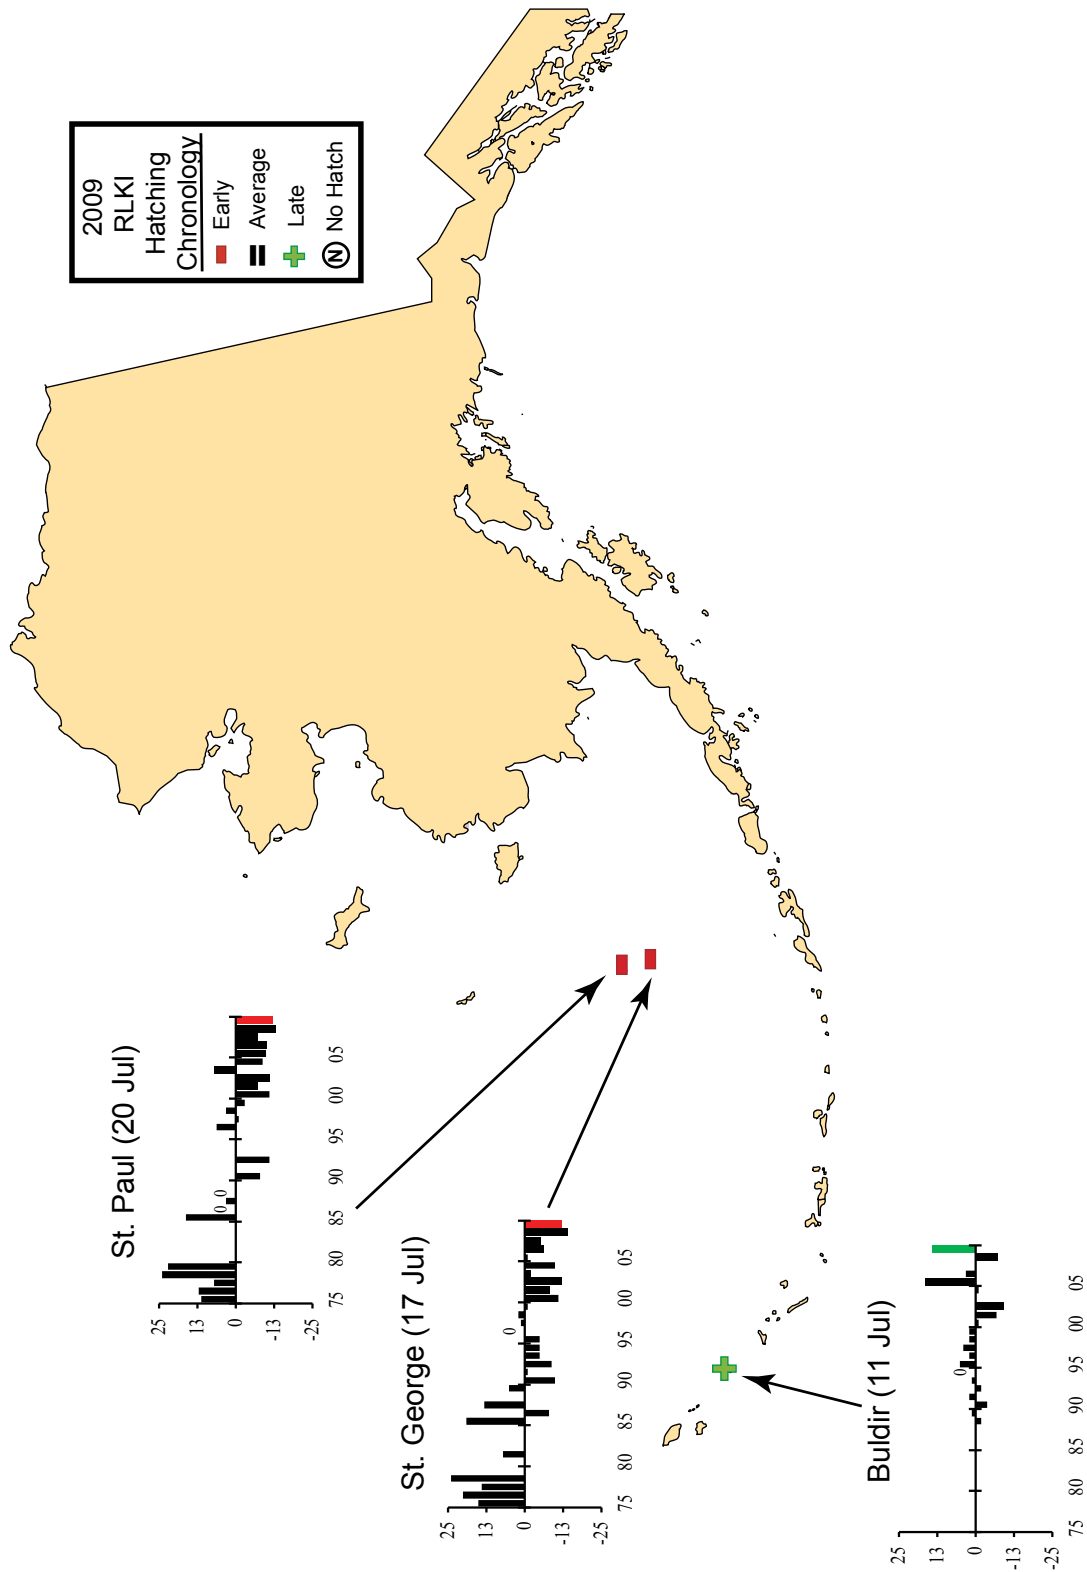 2009
RLKI
Hatching
Chronology
Early
Average
Late
N No Hatch
St. Paul (20 Jul)
25
13
0
-13
-25
0 0
75 80 85 90 95 00 05
St. George (17 Jul)
25
13
0
-13
-25
0
75 80 85 90 95 00 05
Buldir (11 Jul)
25
13
0
-13
-25
0
75 80 85 90 95 00 05